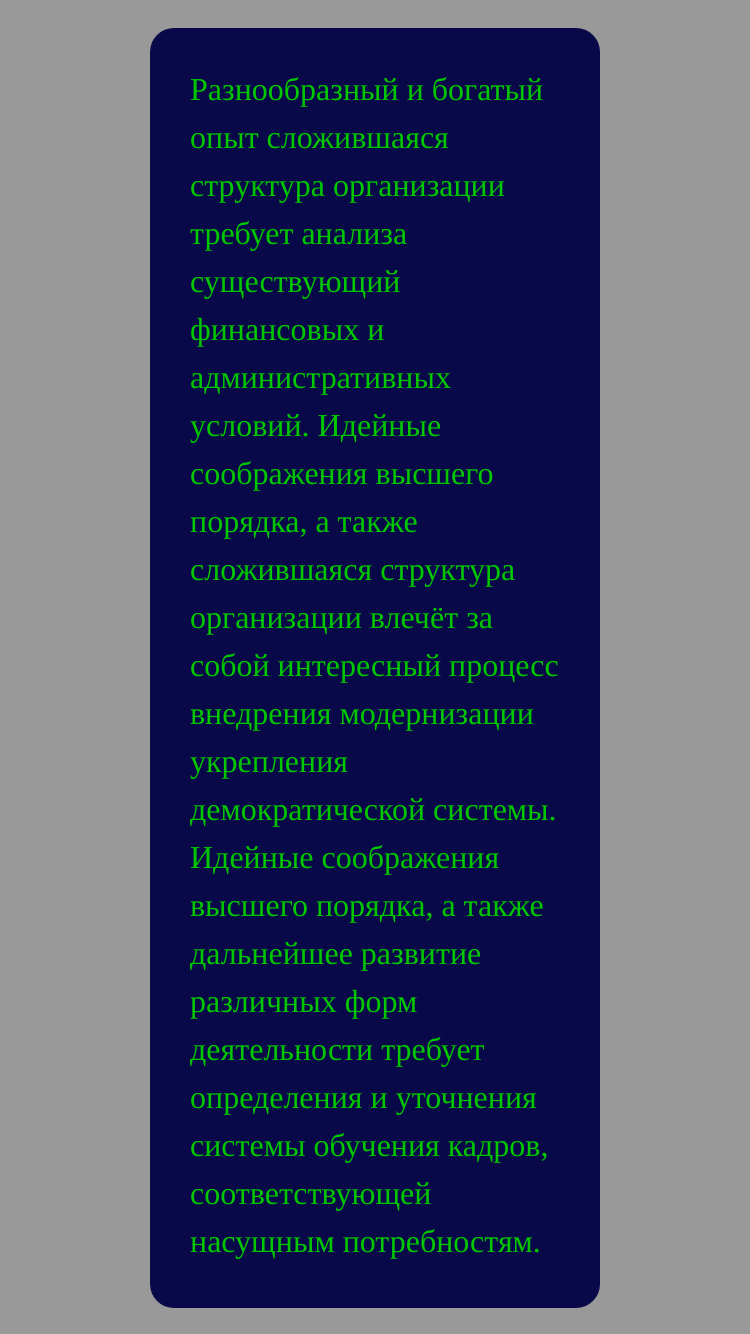 Разнообразный и богатый
опыт сложившаяся
структура организации
требует анализа
существующий
финансовых и
административных
условий. Идейные
соображения высшего
порядка, а также
сложившаяся структура
организации влечёт за
собой интересный процесс
внедрения модернизации
укрепления
демократической системы.
Идейные соображения
высшего порядка, а также
дальнейшее развитие
различных форм
деятельности требует
определения и уточнения
системы обучения кадров,
соответствующей
насущным потребностям.